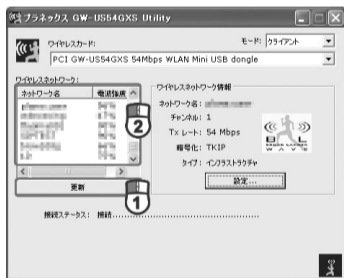 プラネックス GW-US54GXS Utility
ワイヤレスカード:
モード: クライアント
PCI GW-US54GXS 54Mbps WLAN Mini USB dongle
ワイヤレスネットワーク:
ネットワーク名 電波強度
更新
ワイヤレスネットワーク情報
ネットワーク名:
チャンネル: 1
Tx レート: 54 Mbps
暗号化: TKIP
タイプ: インフラストラクチャ
設定...
接続ステータス: 接続
2
1